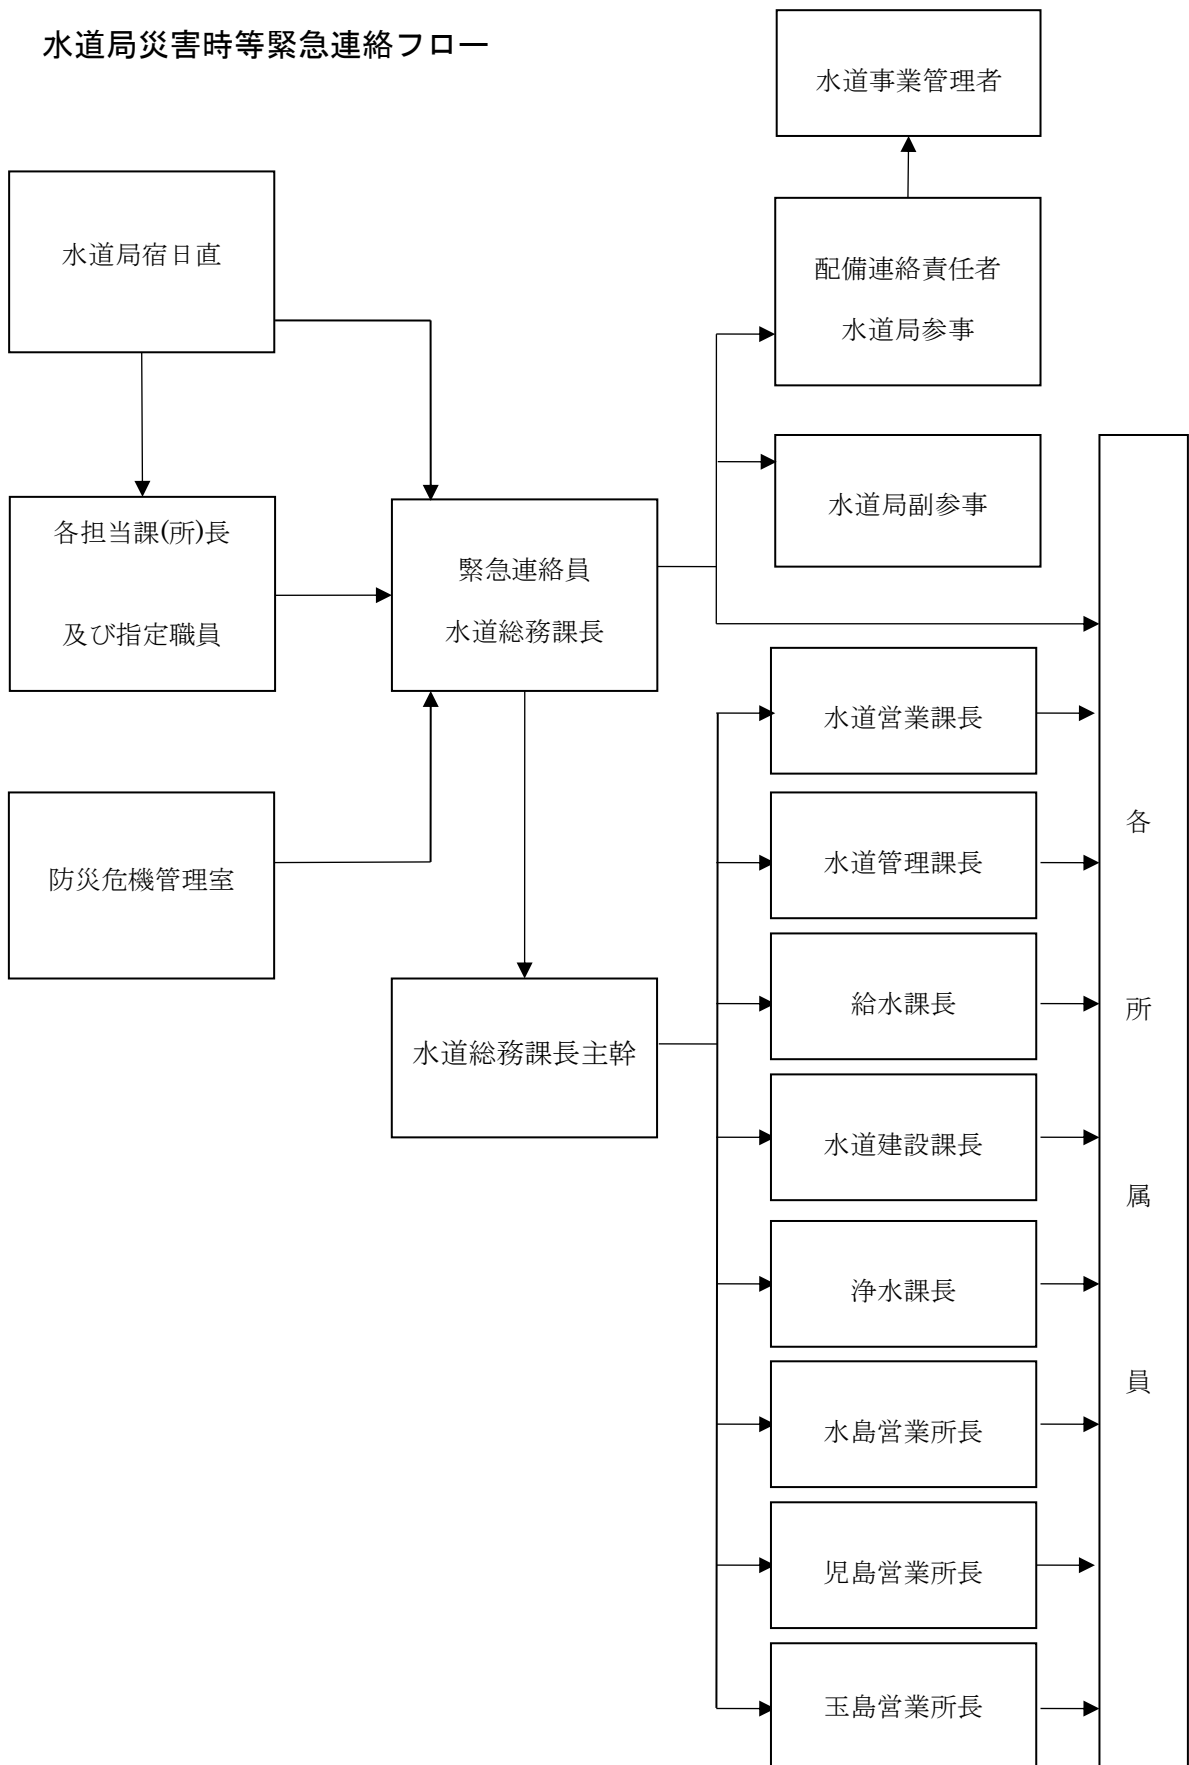 水道局災害時等緊急連絡フロー
水道事業管理者
水道局宿日直
配備連絡責任者
水道局参事
水道局副参事
各担当課(所)長
及び指定職員
緊急連絡員
水道総務課長
防災危機管理室
水道総務課長主幹
水道営業課長
水道管理課長
給水課長
水道建設課長
浄水課長
水島営業所長
児島営業所長
玉島営業所長
各所属員